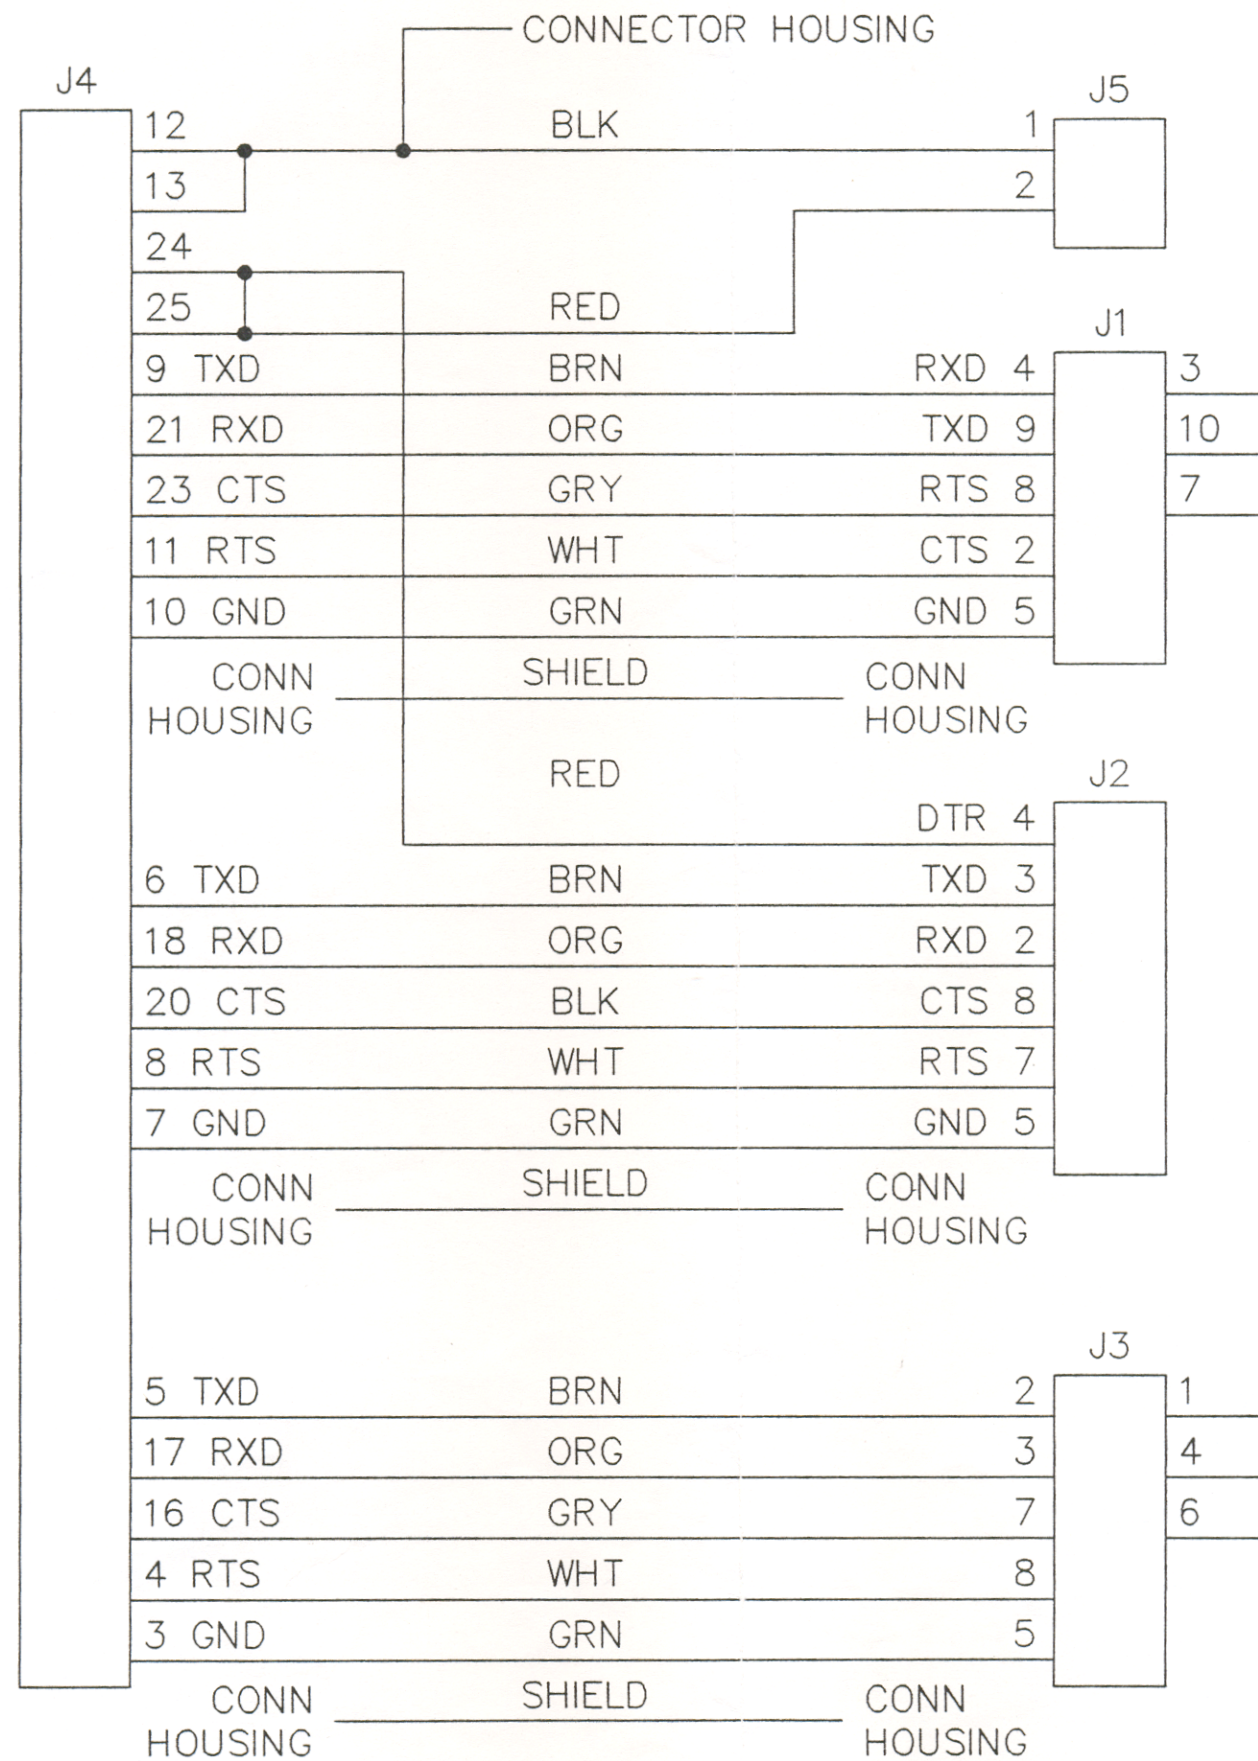 CONNECTOR HOUSING
J4
J5
12 BLK 1
13 2
24
25 RED
J1
9 TXD BRN RXD 4 3
21 RXD ORG TXD 9 10
23 CTS GRY RTS 8 7
11 RTS WHT CTS 2
10 GND GRN GND 5
CONN SHIELD CONN
HOUSING HOUSING
RED J2
DTR 4
6 TXD BRN TXD 3
18 RXD ORG RXD 2
20 CTS BLK CTS 8
8 RTS WHT RTS 7
7 GND GRN GND 5
CONN SHIELD CONN
HOUSING HOUSING
J3
5 TXD BRN 2 1
17 RXD ORG 3 4
16 CTS GRY 7 6
4 RTS WHT 8
3 GND GRN 5
CONN SHIELD CONN
HOUSING HOUSING